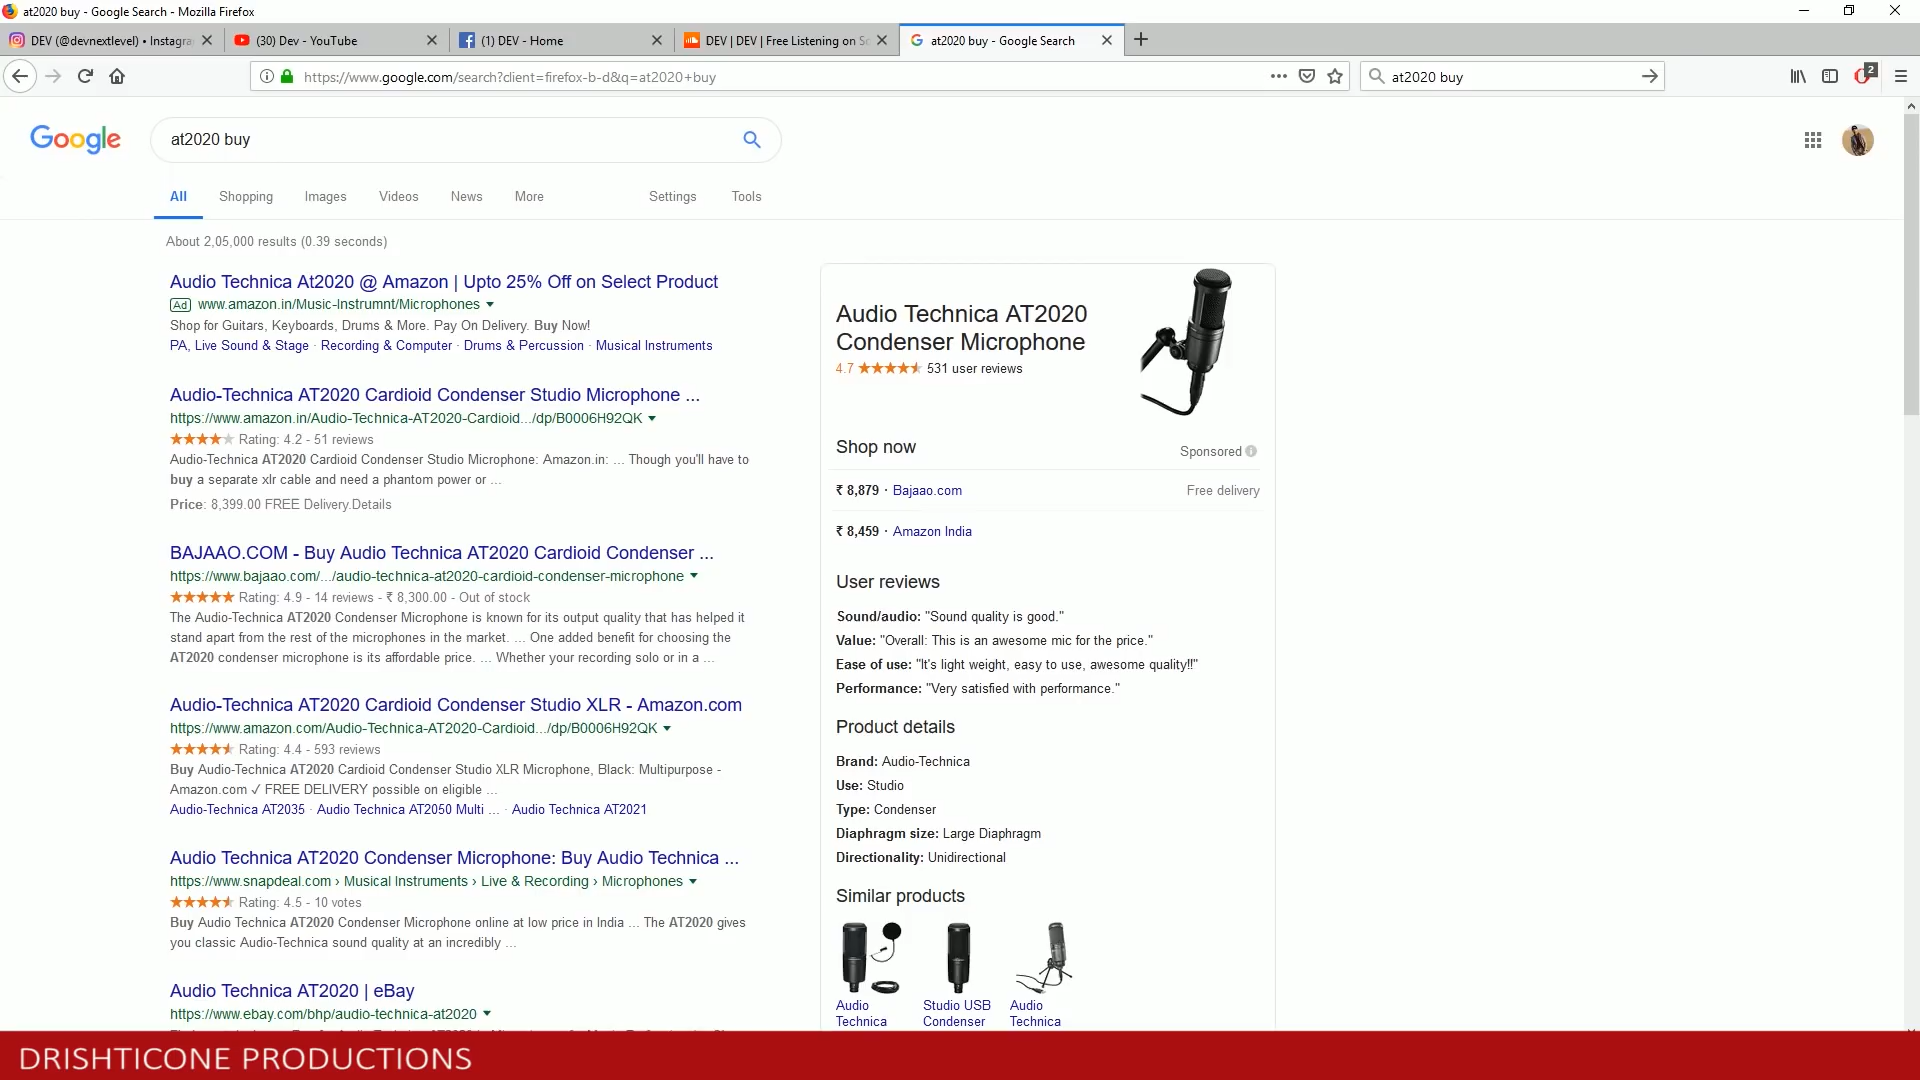 at2020 buy - Google Search - Mozilla Firefox
DEV (@devnextlevel) • Instagra
(30) Dev - YouTube
(1) DEV - Home
DEV | DEV | Free Listening on So
at2020 buy - Google Search
https://www.google.com/search?client=firefox-b-d&q=at2020+buy
at2020 buy
2
Google
at2020 buy
All Shopping Images Videos News More Settings Tools
About 2,05,000 results (0.39 seconds)
Audio Technica At2020 @ Amazon | Upto 25% Off on Select Product
Ad www.amazon.in/Music-Instrumnt/Microphones
Shop for Guitars, Keyboards, Drums & More. Pay On Delivery. Buy Now!
PA, Live Sound & Stage · Recording & Computer · Drums & Percussion · Musical Instruments
Audio-Technica AT2020 Cardioid Condenser Studio Microphone ...
https://www.amazon.in/Audio-Technica-AT2020-Cardioid.../dp/B0006H92QK
Rating: 4.2 - 51 reviews
Audio-Technica AT2020 Cardioid Condenser Studio Microphone: Amazon.in: ... Though you'll have to
buy a separate xlr cable and need a phantom power or ...
Price: 8,399.00 FREE Delivery.Details
BAJAAO.COM - Buy Audio Technica AT2020 Cardioid Condenser ...
https://www.bajaao.com/.../audio-technica-at2020-cardioid-condenser-microphone
Rating: 4.9 - 14 reviews - ₹ 8,300.00 - Out of stock
The Audio-Technica AT2020 Condenser Microphone is known for its output quality that has helped it
stand apart from the rest of the microphones in the market. ... One added benefit for choosing the
AT2020 condenser microphone is its affordable price. ... Whether your recording solo or in a ...
Audio-Technica AT2020 Cardioid Condenser Studio XLR - Amazon.com
https://www.amazon.com/Audio-Technica-AT2020-Cardioid.../dp/B0006H92QK
Rating: 4.4 - 593 reviews
Buy Audio-Technica AT2020 Cardioid Condenser Studio XLR Microphone, Black: Multipurpose -
Amazon.com ✓ FREE DELIVERY possible on eligible ...
Audio-Technica AT2035 · Audio Technica AT2050 Multi ... · Audio Technica AT2021
Audio Technica AT2020 Condenser Microphone: Buy Audio Technica ...
https://www.snapdeal.com › Musical Instruments › Live & Recording › Microphones
Rating: 4.5 - 10 votes
Buy Audio Technica AT2020 Condenser Microphone online at low price in India ... The AT2020 gives
you classic Audio-Technica sound quality at an incredibly ...
Audio Technica AT2020 | eBay
https://www.ebay.com/bhp/audio-technica-at2020
Audio Technica AT2020
Condenser Microphone
4.7 531 user reviews
Shop now Sponsored
₹ 8,879 · Bajaao.com Free delivery
₹ 8,459 · Amazon India
User reviews
Sound/audio: "Sound quality is good."
Value: "Overall: This is an awesome mic for the price."
Ease of use: "It's light weight, easy to use, awesome quality!!"
Performance: "Very satisfied with performance."
Product details
Brand: Audio-Technica
Use: Studio
Type: Condenser
Diaphragm size: Large Diaphragm
Directionality: Unidirectional
Similar products
Audio
Technica
Studio USB
Condenser
Audio
Technica
DRISHTICONE PRODUCTIONS